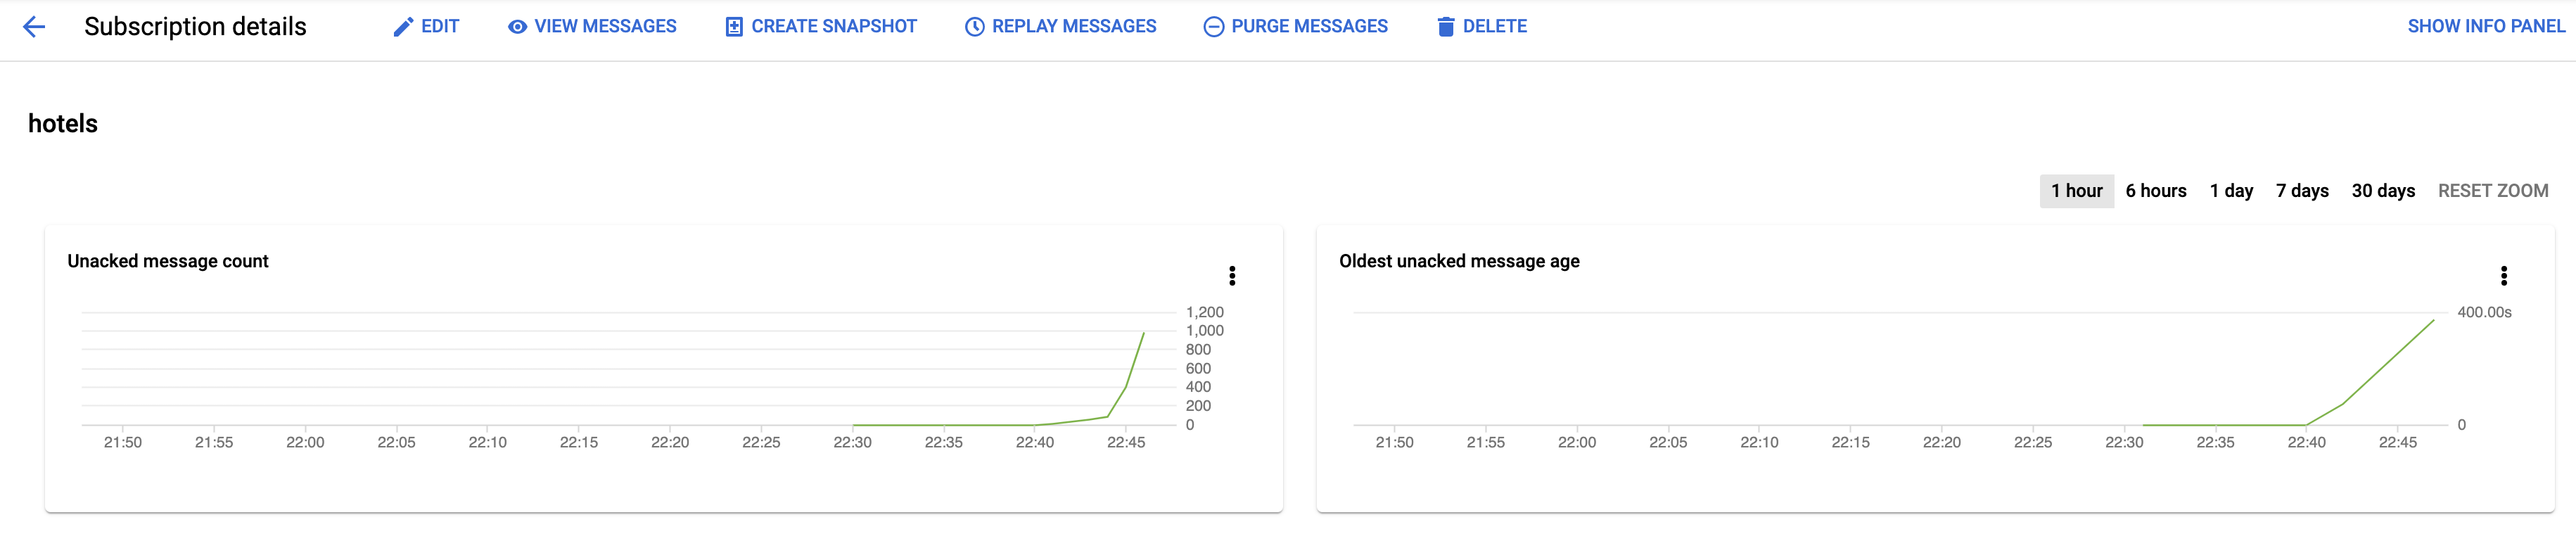 Subscription details EDIT VIEW MESSAGES CREATE SNAPSHOT REPLAY MESSAGES PURGE MESSAGES DELETE SHOW INFO PANEL
hotels
1 hour 6 hours 1 day 7 days 30 days RESET ZOOM
Unacked message count
1,200
1,000
800
600
400
200
0
21:50 21:55 22:00 22:05 22:10 22:15 22:20 22:25 22:30 22:35 22:40 22:45
Oldest unacked message age
400.00s
0
21:50 21:55 22:00 22:05 22:10 22:15 22:20 22:25 22:30 22:35 22:40 22:45